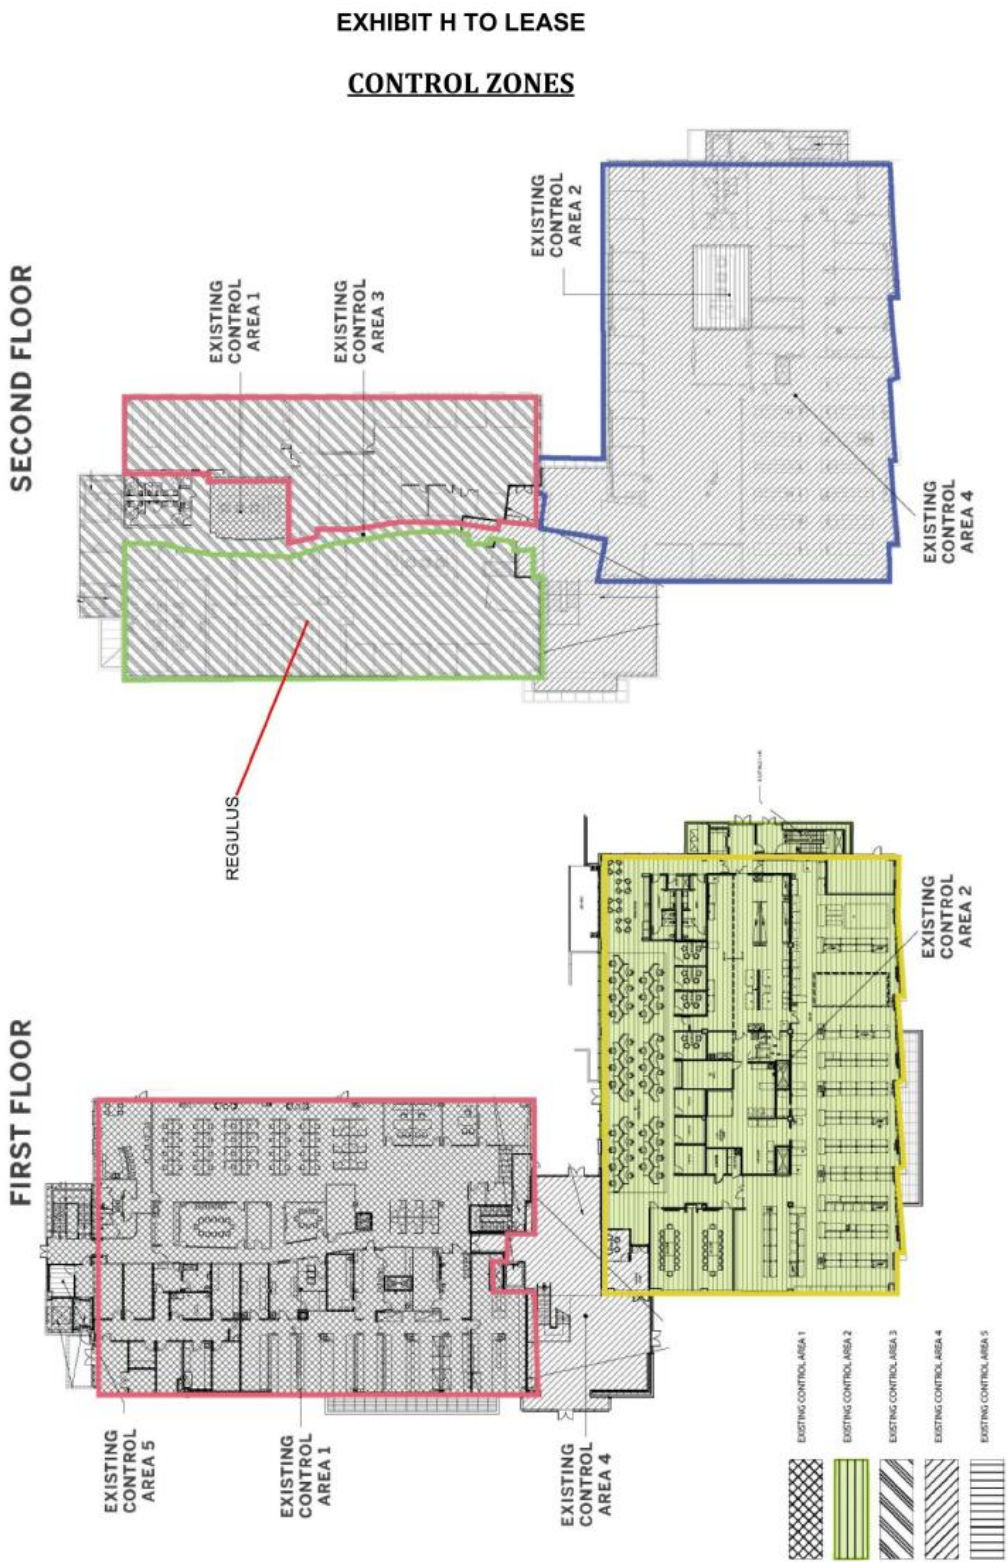 EXHIBIT H TO LEASE
CONTROL ZONES
SECOND FLOOR
EXISTING
CONTROL
AREA 1
EXISTING
CONTROL
AREA 3
EXISTING
CONTROL
AREA 2
EXISTING
CONTROL
AREA 4
REGULUS
FIRST FLOOR
EXISTING
CONTROL
AREA 5
EXISTING
CONTROL
AREA 1
EXISTING
CONTROL
AREA 4
EXISTING
CONTROL
AREA 2
EXISTING CONTROL AREA 1
EXISTING CONTROL AREA 2
EXISTING CONTROL AREA 3
EXISTING CONTROL AREA 4
EXISTING CONTROL AREA 5